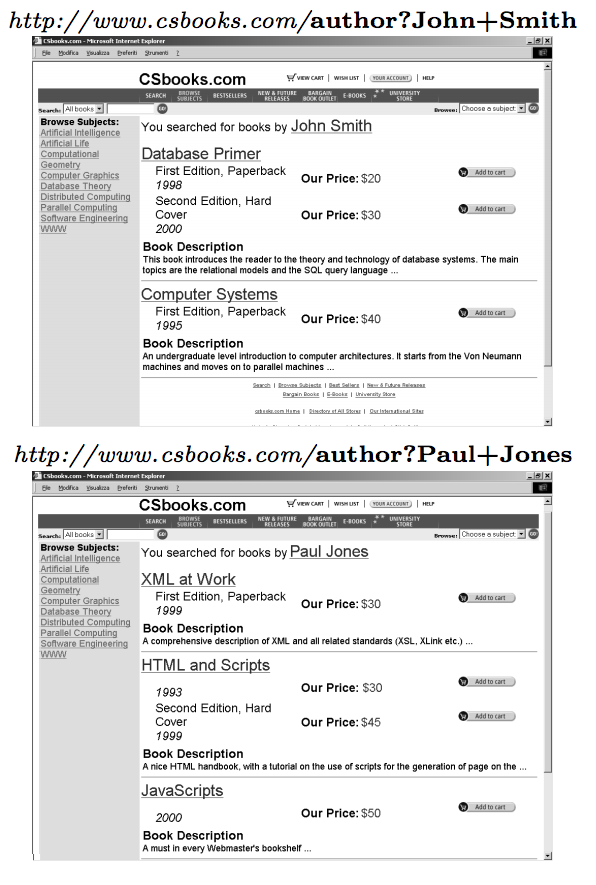 http://www.csbooks.com/author?John+Smith
CSbooks.com - Microsoft Internet Explorer
File Modifica Visualizza Preferiti Strumenti ?
CSbooks.com VIEW CART | WISH LIST | YOUR ACCOUNT | HELP
SEARCH BROWSE SUBJECTS BESTSELLERS NEW & FUTURE RELEASES BARGAIN BOOK OUTLET E-BOOKS UNIVERSITY STORE
Search: All books GO! Browse: Choose a subject GO
Browse Subjects:
Artificial Intelligence
Artificial Life
Computational
Geometry
Computer Graphics
Database Theory
Distributed Computing
Parallel Computing
Software Engineering
WWW
You searched for books by John Smith
Database Primer
First Edition, Paperback
1998
Our Price: $20
Add to cart
Second Edition, Hard
Cover
2000
Our Price: $30
Add to cart
Book Description
This book introduces the reader to the theory and technology of database systems. The main
topics are the relational models and the SQL query language ...
Computer Systems
First Edition, Paperback
1995
Our Price: $40
Add to cart
Book Description
An undergraduate level introduction to computer architectures. It starts from the Von Neumann
machines and moves on to parallel machines ...
Search | Browse Subjects | Best Sellers | New & Future Releases
Bargain Books | E-Books | University Store
csbooks.com Home | Directory of All Stores | Our International Sites
http://www.csbooks.com/author?Paul+Jones
CSbooks.com - Microsoft Internet Explorer
File Modifica Visualizza Preferiti Strumenti ?
CSbooks.com VIEW CART | WISH LIST | YOUR ACCOUNT | HELP
SEARCH BROWSE SUBJECTS BESTSELLERS NEW & FUTURE RELEASES BARGAIN BOOK OUTLET E-BOOKS UNIVERSITY STORE
Search: All books GO! Browse: Choose a subject GO
Browse Subjects:
Artificial Intelligence
Artificial Life
Computational
Geometry
Computer Graphics
Database Theory
Distributed Computing
Parallel Computing
Software Engineering
WWW
You searched for books by Paul Jones
XML at Work
First Edition, Paperback
1999
Our Price: $30
Add to cart
Book Description
A comprehensive description of XML and all related standards (XSL, XLink etc.) ...
HTML and Scripts
1993
Our Price: $30
Add to cart
Second Edition, Hard
Cover
1999
Our Price: $45
Add to cart
Book Description
A nice HTML handbook, with a tutorial on the use of scripts for the generation of page on the ...
JavaScripts
2000
Our Price: $50
Add to cart
Book Description
A must in every Webmaster's bookshelf ...